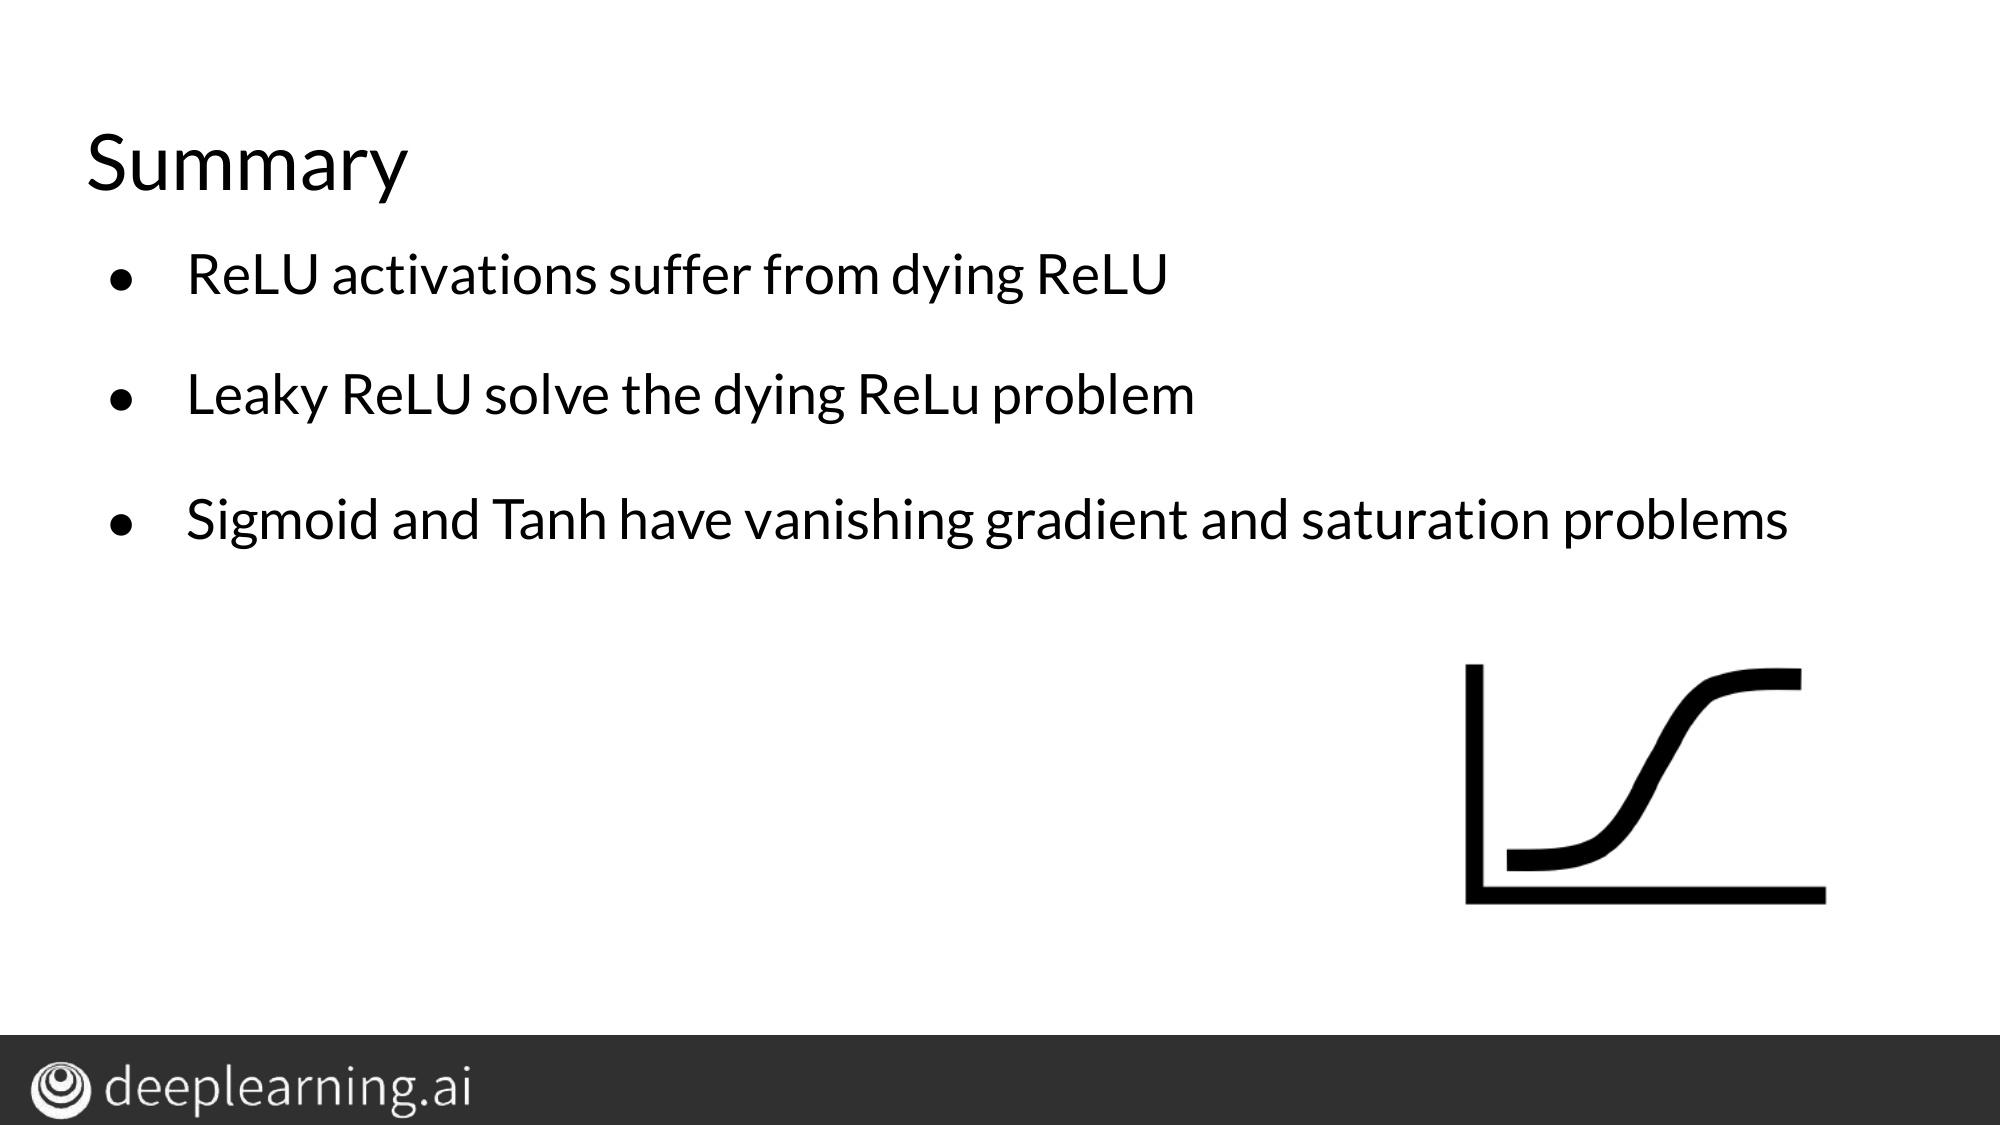 Summary
● ReLU activations suffer from dying ReLU
● Leaky ReLU solve the dying ReLu problem
● Sigmoid and Tanh have vanishing gradient and saturation problems
deeplearning.ai